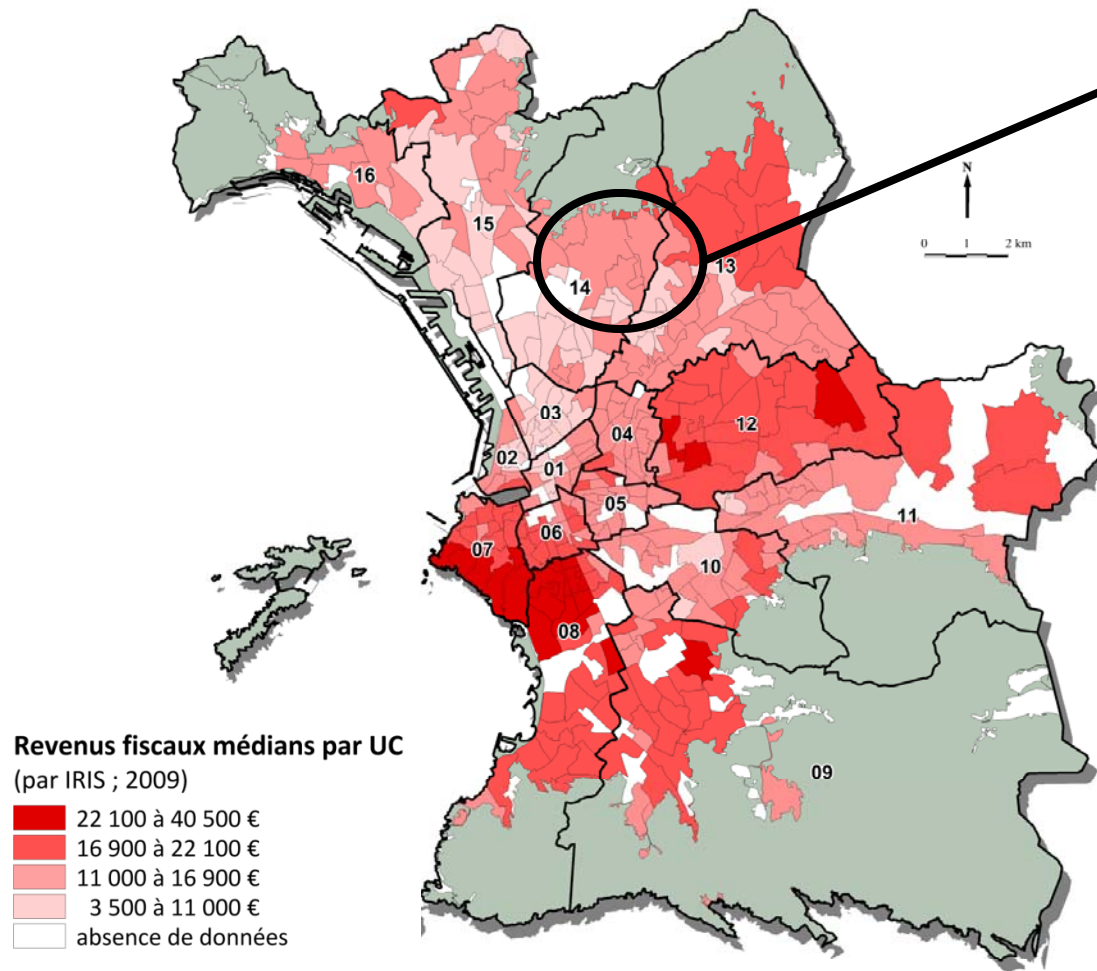 N
0 1 2 km
16
15
14
13
03
04
12
02
01
05
11
07
06
10
08
09
Revenus fiscaux médians par UC
(par IRIS ; 2009)
22 100 à 40 500 €
16 900 à 22 100 €
11 000 à 16 900 €
3 500 à 11 000 €
absence de données